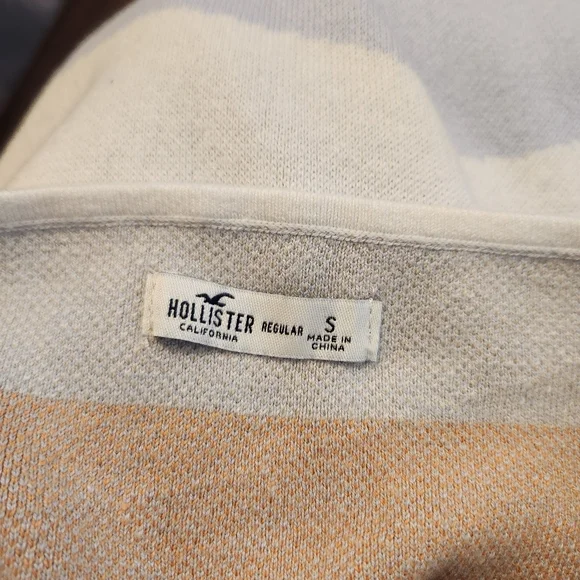 HOLLISTER
CALIFORNIA
REGULAR
S
MADE IN
CHINA